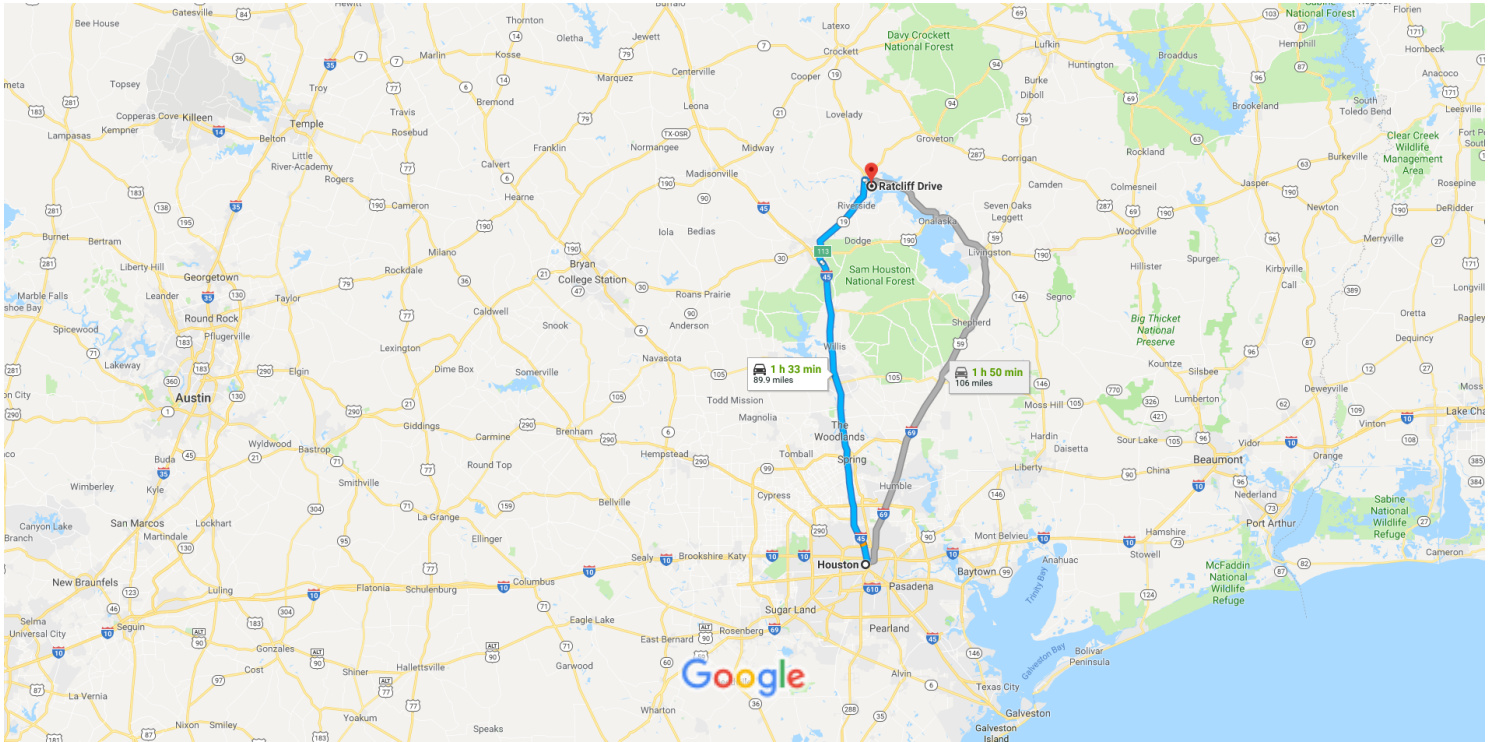 Gatesville
Hewitt
Buffalo
Latexo
Florien
Bee House
Thornton
Jewett
Davy Crockett
National Forest
Sabine
National Forest
Oletha
Kosse
Crockett
Lufkin
Hemphill
Hornbeck
Topsey
Troy
Marlin
Marquez
Centerville
Cooper
Huntington
Broaddus
Anacoco
Copperas Cove
Killeen
Travis
Bremond
Leona
Burke
Diboll
Brookeland
South
Toledo Bend
Leesville
Lampasas
Kempner
Temple
Belton
Rosebud
TX-OSR
Lovelady
Groveton
Little
River-Academy
Franklin
Normangee
Midway
Corrigan
Rockland
Burkeville
Clear Creek
Wildlife
Management
Area
Rogers
Calvert
Hearne
Madisonville
Ratcliff Drive
Camden
Colmesneil
Jasper
Rosepine
Cameron
Riverside
Onalaska
Seven Oaks
Leggett
Newton
DeRidder
Burnet
Bertram
Milano
Iola
Bedias
Dodge
Woodville
Merryville
Liberty Hill
Georgetown
Rockdale
Bryan
College Station
113
Livingston
Hillister
Spurger
Kirbyville
Call
Marble Falls
Leander
Taylor
Sam Houston
National Forest
Segno
Spicewood
Round Rock
Pflugerville
Caldwell
Snook
Roans Prairie
Anderson
Shepherd
Big Thicket
National
Preserve
Oretta
Dequincy
Lakeway
Lexington
Navasota
Willis
Kountze
Elgin
Dime Box
Somerville
1 h 33 min
89.9 miles
1 h 50 min
106 miles
Silsbee
Deweyville
Austin
Todd Mission
Magnolia
Moss Hill
Lumberton
Giddings
Carmine
Brenham
The
Woodlands
Hardin
Daisetta
Sour Lake
Vidor
Vinton
Wyldwood
Bastrop
Buda
Round Top
Hempstead
Tomball
Spring
Liberty
China
Beaumont
Orange
Wimberley
Kyle
Smithville
Bellville
Cypress
Humble
Nederland
Port Arthur
Sabine
National
Wildlife
Refuge
Canyon Lake
San Marcos
Martindale
Lockhart
La Grange
Ellinger
Mont Belvieu
Hamshire
Stowell
Cameron
Sealy
Brookshire
Katy
Houston
Baytown
Anahuac
McFaddin
National
Wildlife
Refuge
New Braunfels
Luling
Flatonia
Schulenburg
Columbus
Pasadena
Trinity Bay
Selma
Universal City
Seguin
Eagle Lake
Sugar Land
Rosenberg
East Bernard
Pearland
Gonzales
Cost
Shiner
Hallettsville
Garwood
Galveston Bay
Bolivar
Peninsula
Google
Alvin
La Vernia
Texas City
Nixon
Smiley
Yoakum
Speaks
Wharton
Galveston
Galveston
Island